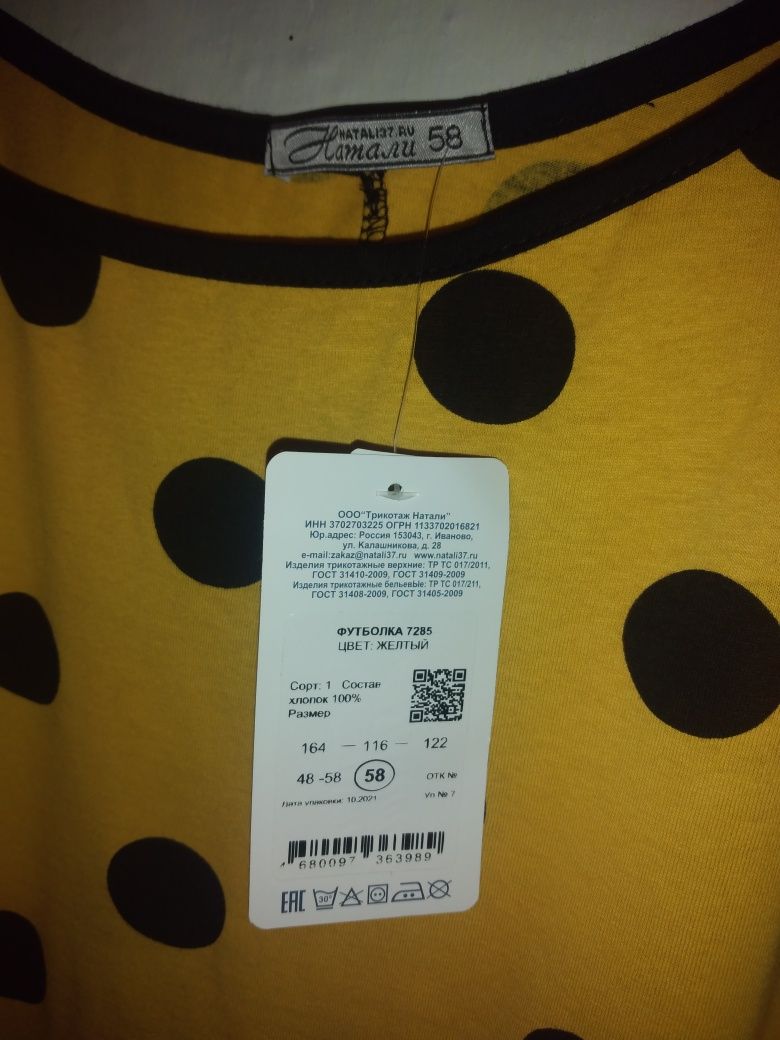 NATALI37.RU
Натали 58
ООО"Трикотаж Натали"
ИНН 3702703225 ОГРН 1133702016821
Юр.адрес: Россия 153043, г. Иваново,
ул. Калашникова, д. 28
e-mail:zakaz@natali37.ru www.natali37.ru
Изделия трикотажные верхние: ТР ТС 017/2011,
ГОСТ 31410-2009, ГОСТ 31409-2009
Изделия трикотажные бельевЫе: ТР ТС 017/211,
ГОСТ 31408-2009, ГОСТ 31405-2009
ФУТБОЛКА 7285
ЦВЕТ: ЖЕЛТЫЙ
Сорт: 1 Состав
хлопок 100%
Размер
164 — 116 — 122
48 -58 58 ОТК №
Дата упаковки: 10.2021 Уп № 7
4 680097 363989
EAC 30°